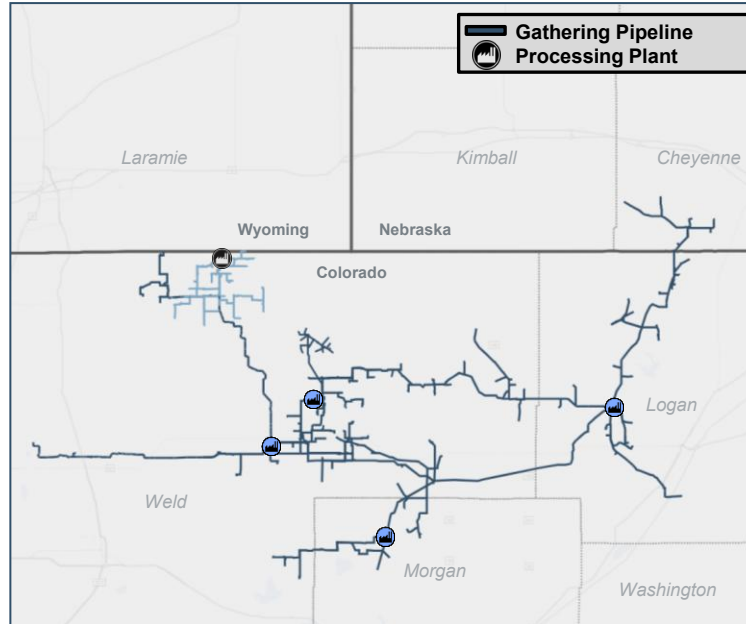 Gathering Pipeline
Processing Plant
Laramie
Kimball
Cheyenne
Wyoming
Nebraska
Colorado
Logan
Weld
Morgan
Washington